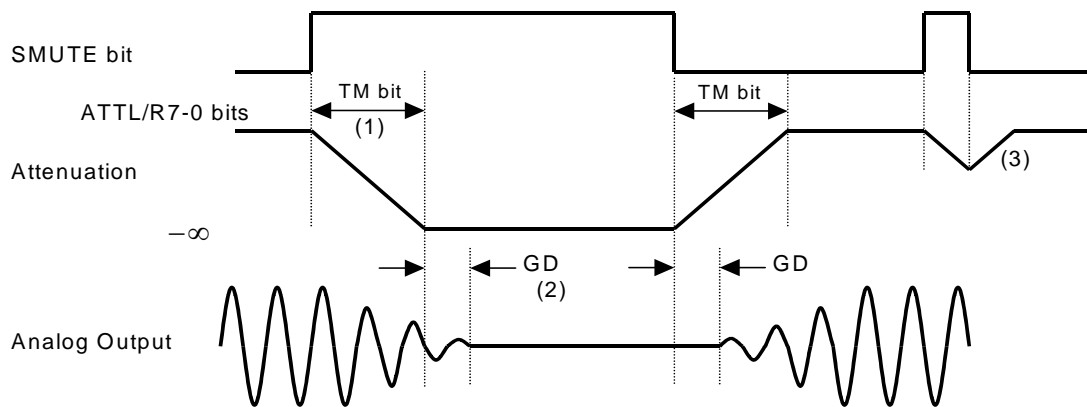 SMUTE bit
TM bit
TM bit
ATTL/R7-0 bits
(1)
(3)
Attenuation
−∞
GD
GD
(2)
Analog Output